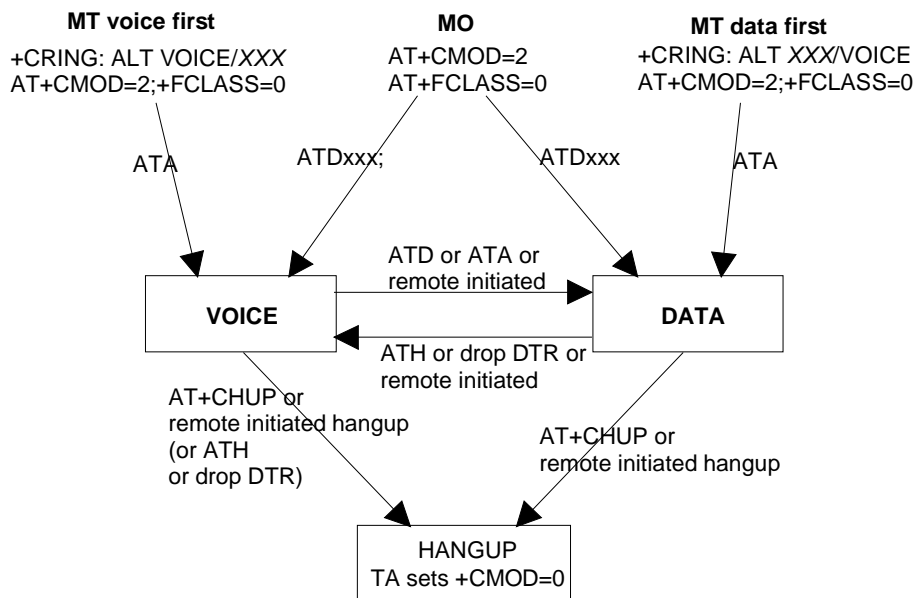 MT voice first
+CRING: ALT VOICE/XXX
AT+CMOD=2;+FCLASS=0
MO
AT+CMOD=2
AT+FCLASS=0
MT data first
+CRING: ALT XXX/VOICE
AT+CMOD=2;+FCLASS=0
ATA
ATDxxx;
ATDxxx
ATA
ATD or ATA or
remote initiated
VOICE
DATA
ATH or drop DTR or
remote initiated
AT+CHUP or
remote initiated hangup
(or ATH
or drop DTR)
AT+CHUP or
remote initiated hangup
HANGUP
TA sets +CMOD=0